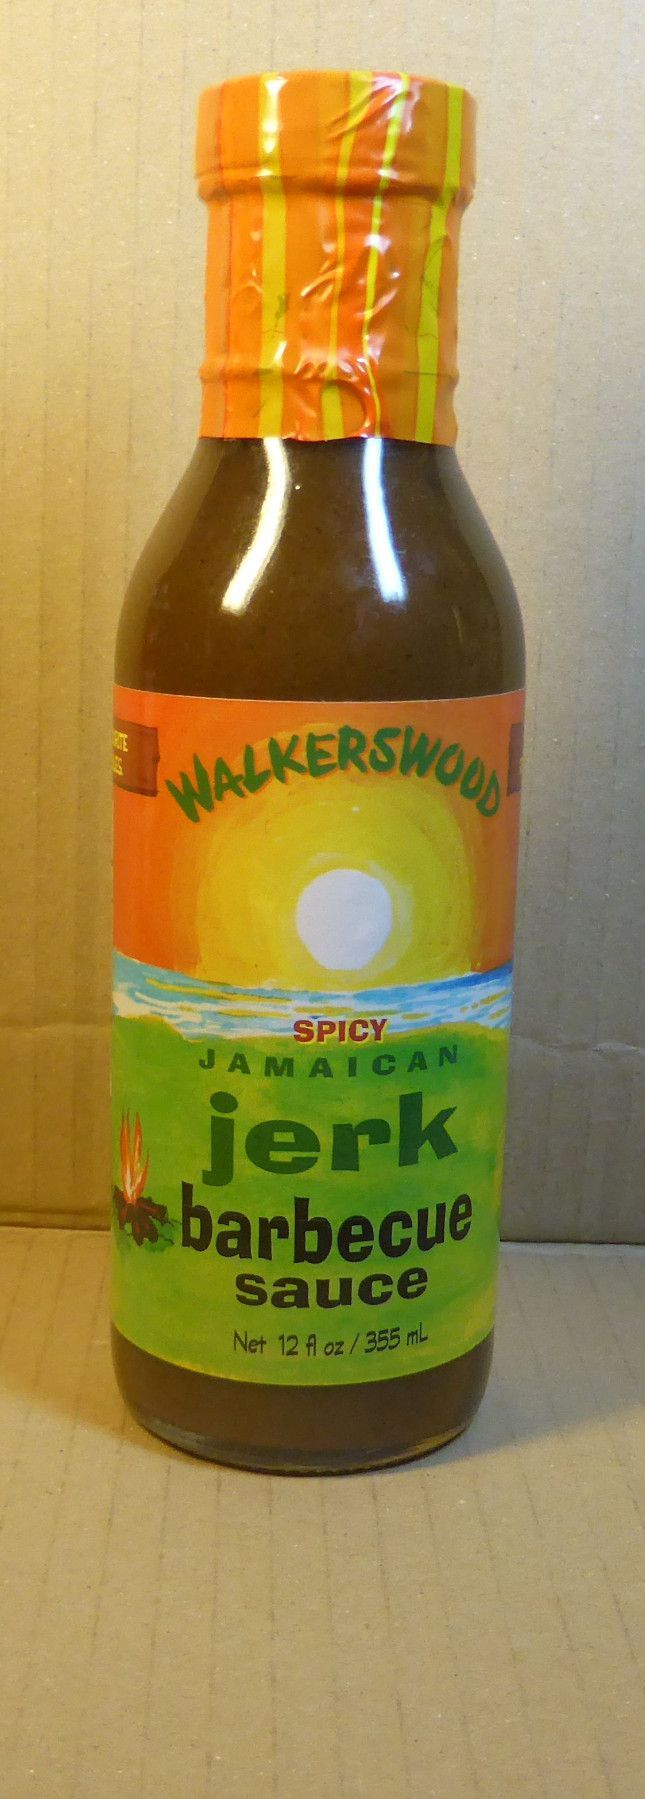 WALKERSWOOD
SPICY
JAMAICAN
jerk
barbecue
sauce
Net 12 fl oz / 355 mL